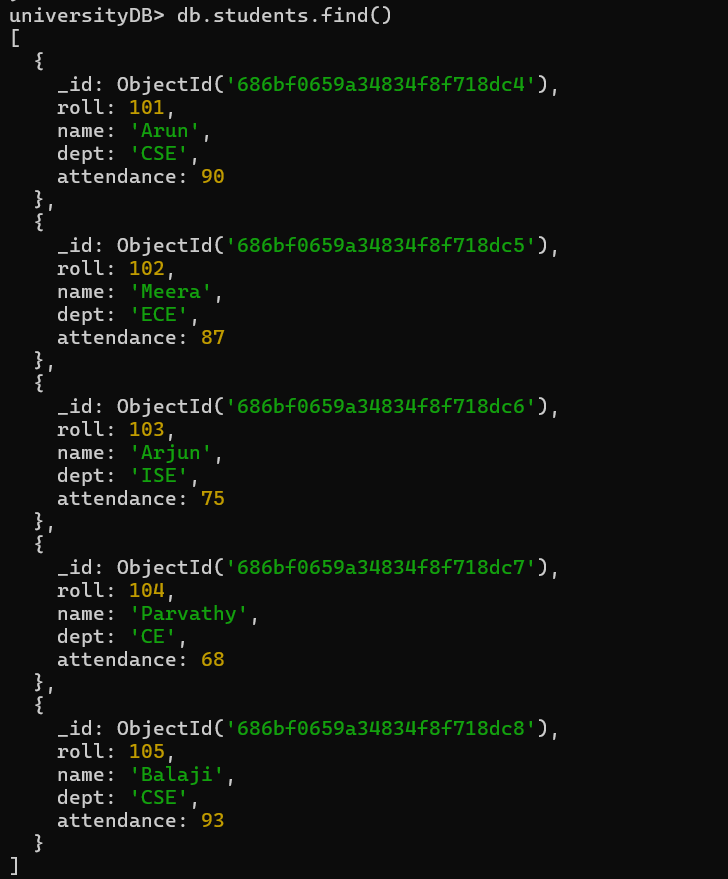 universityDB> db.students.find()
[
  {
    _id: ObjectId('686bf0659a34834f8f718dc4'),
    roll: 101,
    name: 'Arun',
    dept: 'CSE',
    attendance: 90
  },
  {
    _id: ObjectId('686bf0659a34834f8f718dc5'),
    roll: 102,
    name: 'Meera',
    dept: 'ECE',
    attendance: 87
  },
  {
    _id: ObjectId('686bf0659a34834f8f718dc6'),
    roll: 103,
    name: 'Arjun',
    dept: 'ISE',
    attendance: 75
  },
  {
    _id: ObjectId('686bf0659a34834f8f718dc7'),
    roll: 104,
    name: 'Parvathy',
    dept: 'CE',
    attendance: 68
  },
  {
    _id: ObjectId('686bf0659a34834f8f718dc8'),
    roll: 105,
    name: 'Balaji',
    dept: 'CSE',
    attendance: 93
  }
]